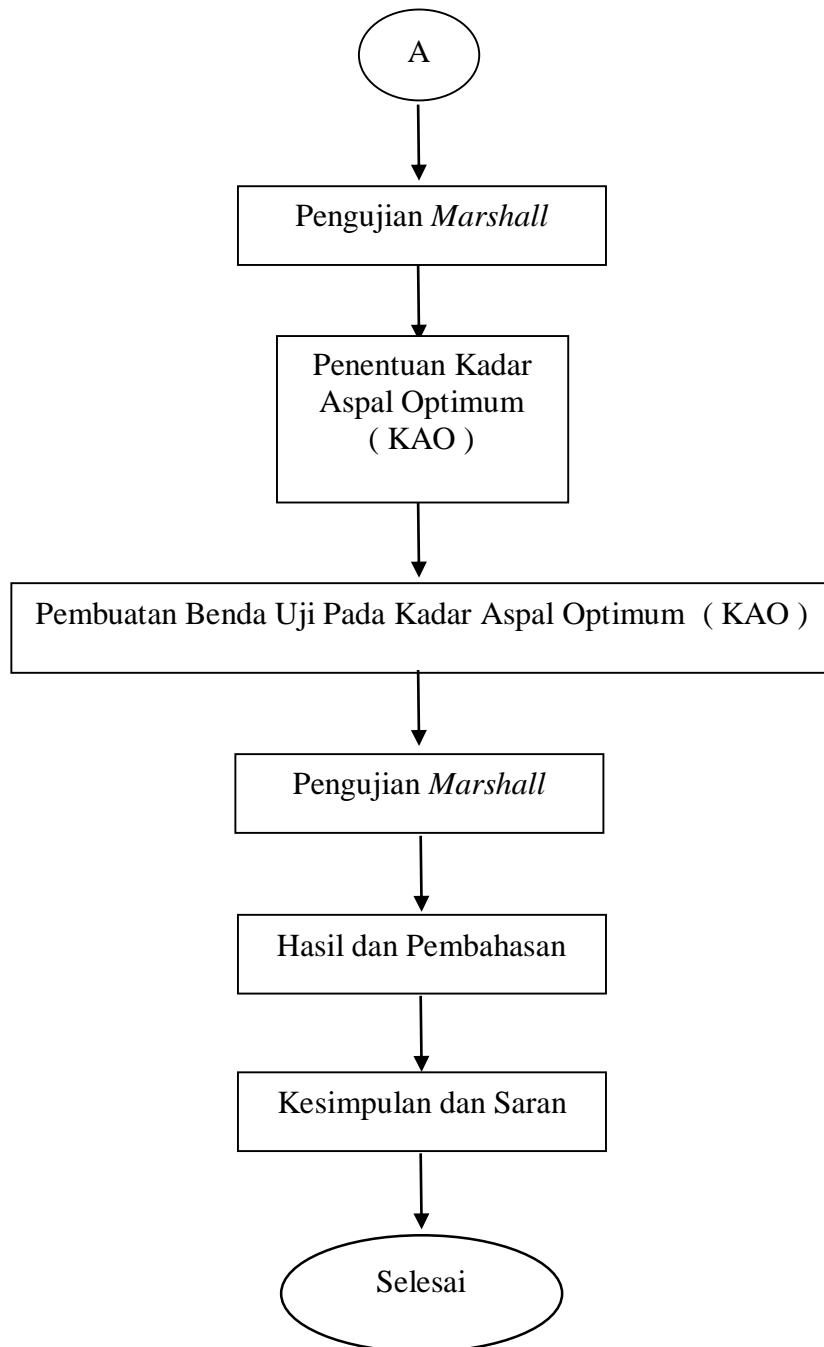 A
Pengujian Marshall
Penentuan Kadar
Aspal Optimum
( KAO )
Pembuatan Benda Uji Pada Kadar Aspal Optimum ( KAO )
Pengujian Marshall
Hasil dan Pembahasan
Kesimpulan dan Saran
Selesai